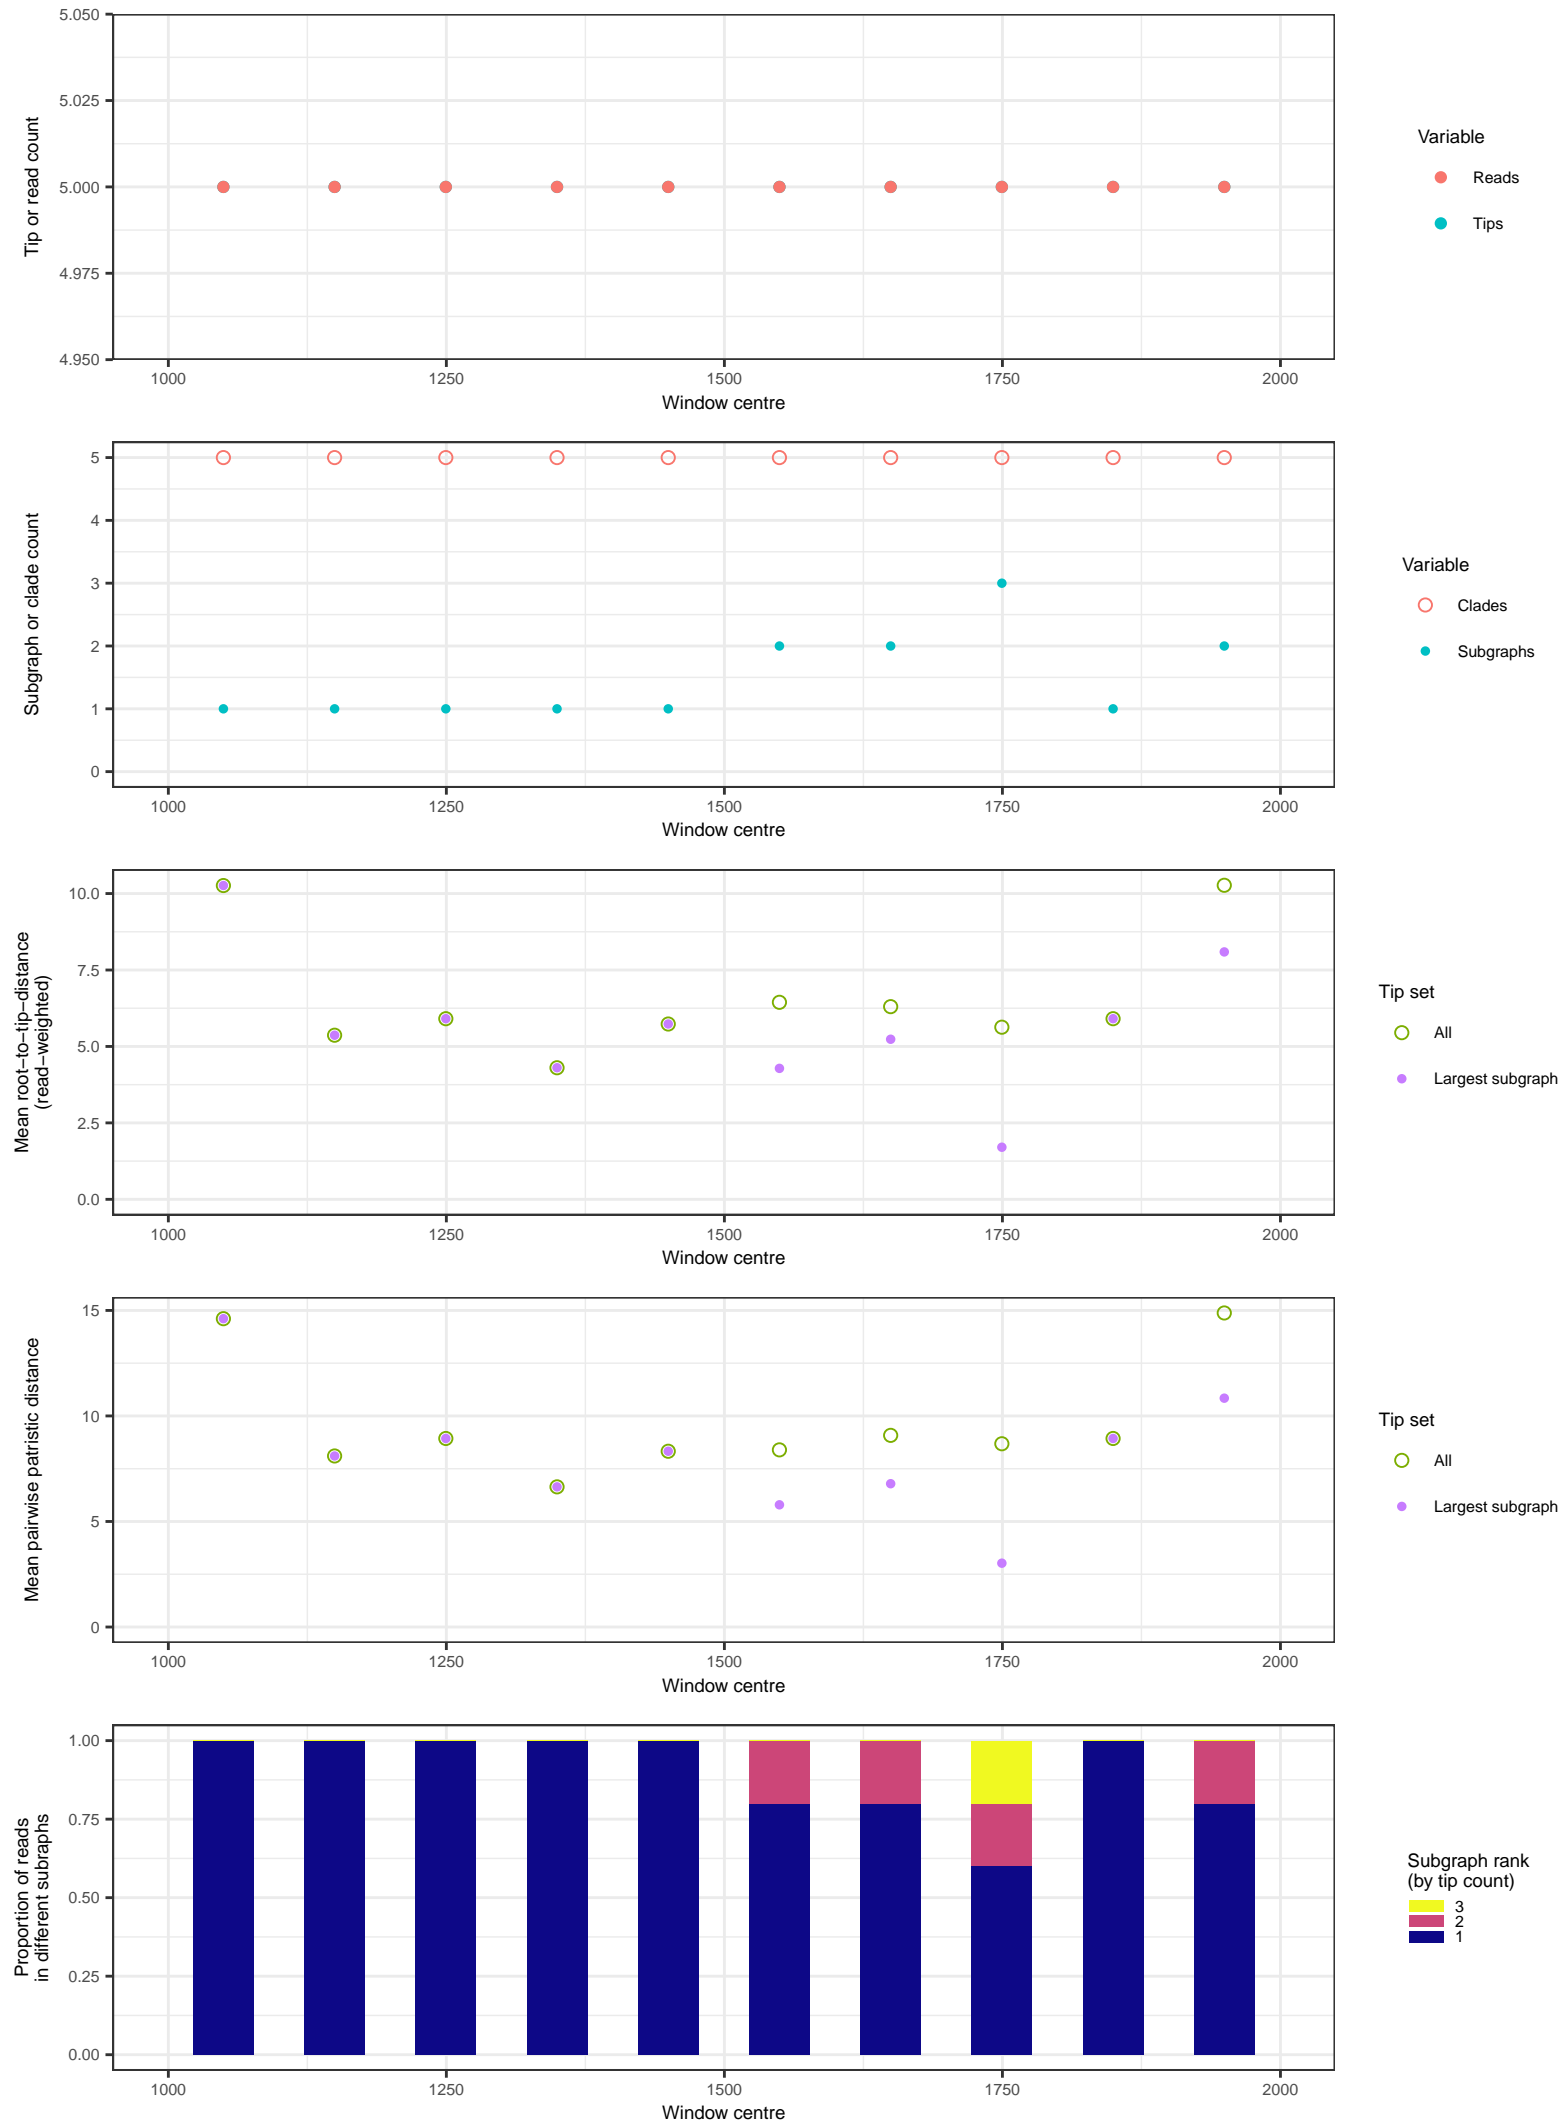 5.050
5.025
5.000
4.975
4.950
Tip or read count
1000 1250 1500 1750 2000
Window centre
Variable
Reads
Tips
5
4
3
2
1
0
Subgraph or clade count
1000 1250 1500 1750 2000
Window centre
Variable
Clades
Subgraphs
10.0
7.5
5.0
2.5
0.0
Mean root−to−tip−distance
(read−weighted)
1000 1250 1500 1750 2000
Window centre
Tip set
All
Largest subgraph
15
10
5
0
Mean pairwise patristic distance
1000 1250 1500 1750 2000
Window centre
Tip set
All
Largest subgraph
1.00
0.75
0.50
0.25
0.00
Proportion of reads
in different subraphs
1000 1250 1500 1750 2000
Window centre
Subgraph rank
(by tip count)
3
2
1